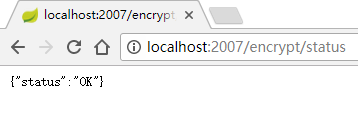 localhost:2007/encrypt
localhost:2007/encrypt/status
{"status":"OK"}